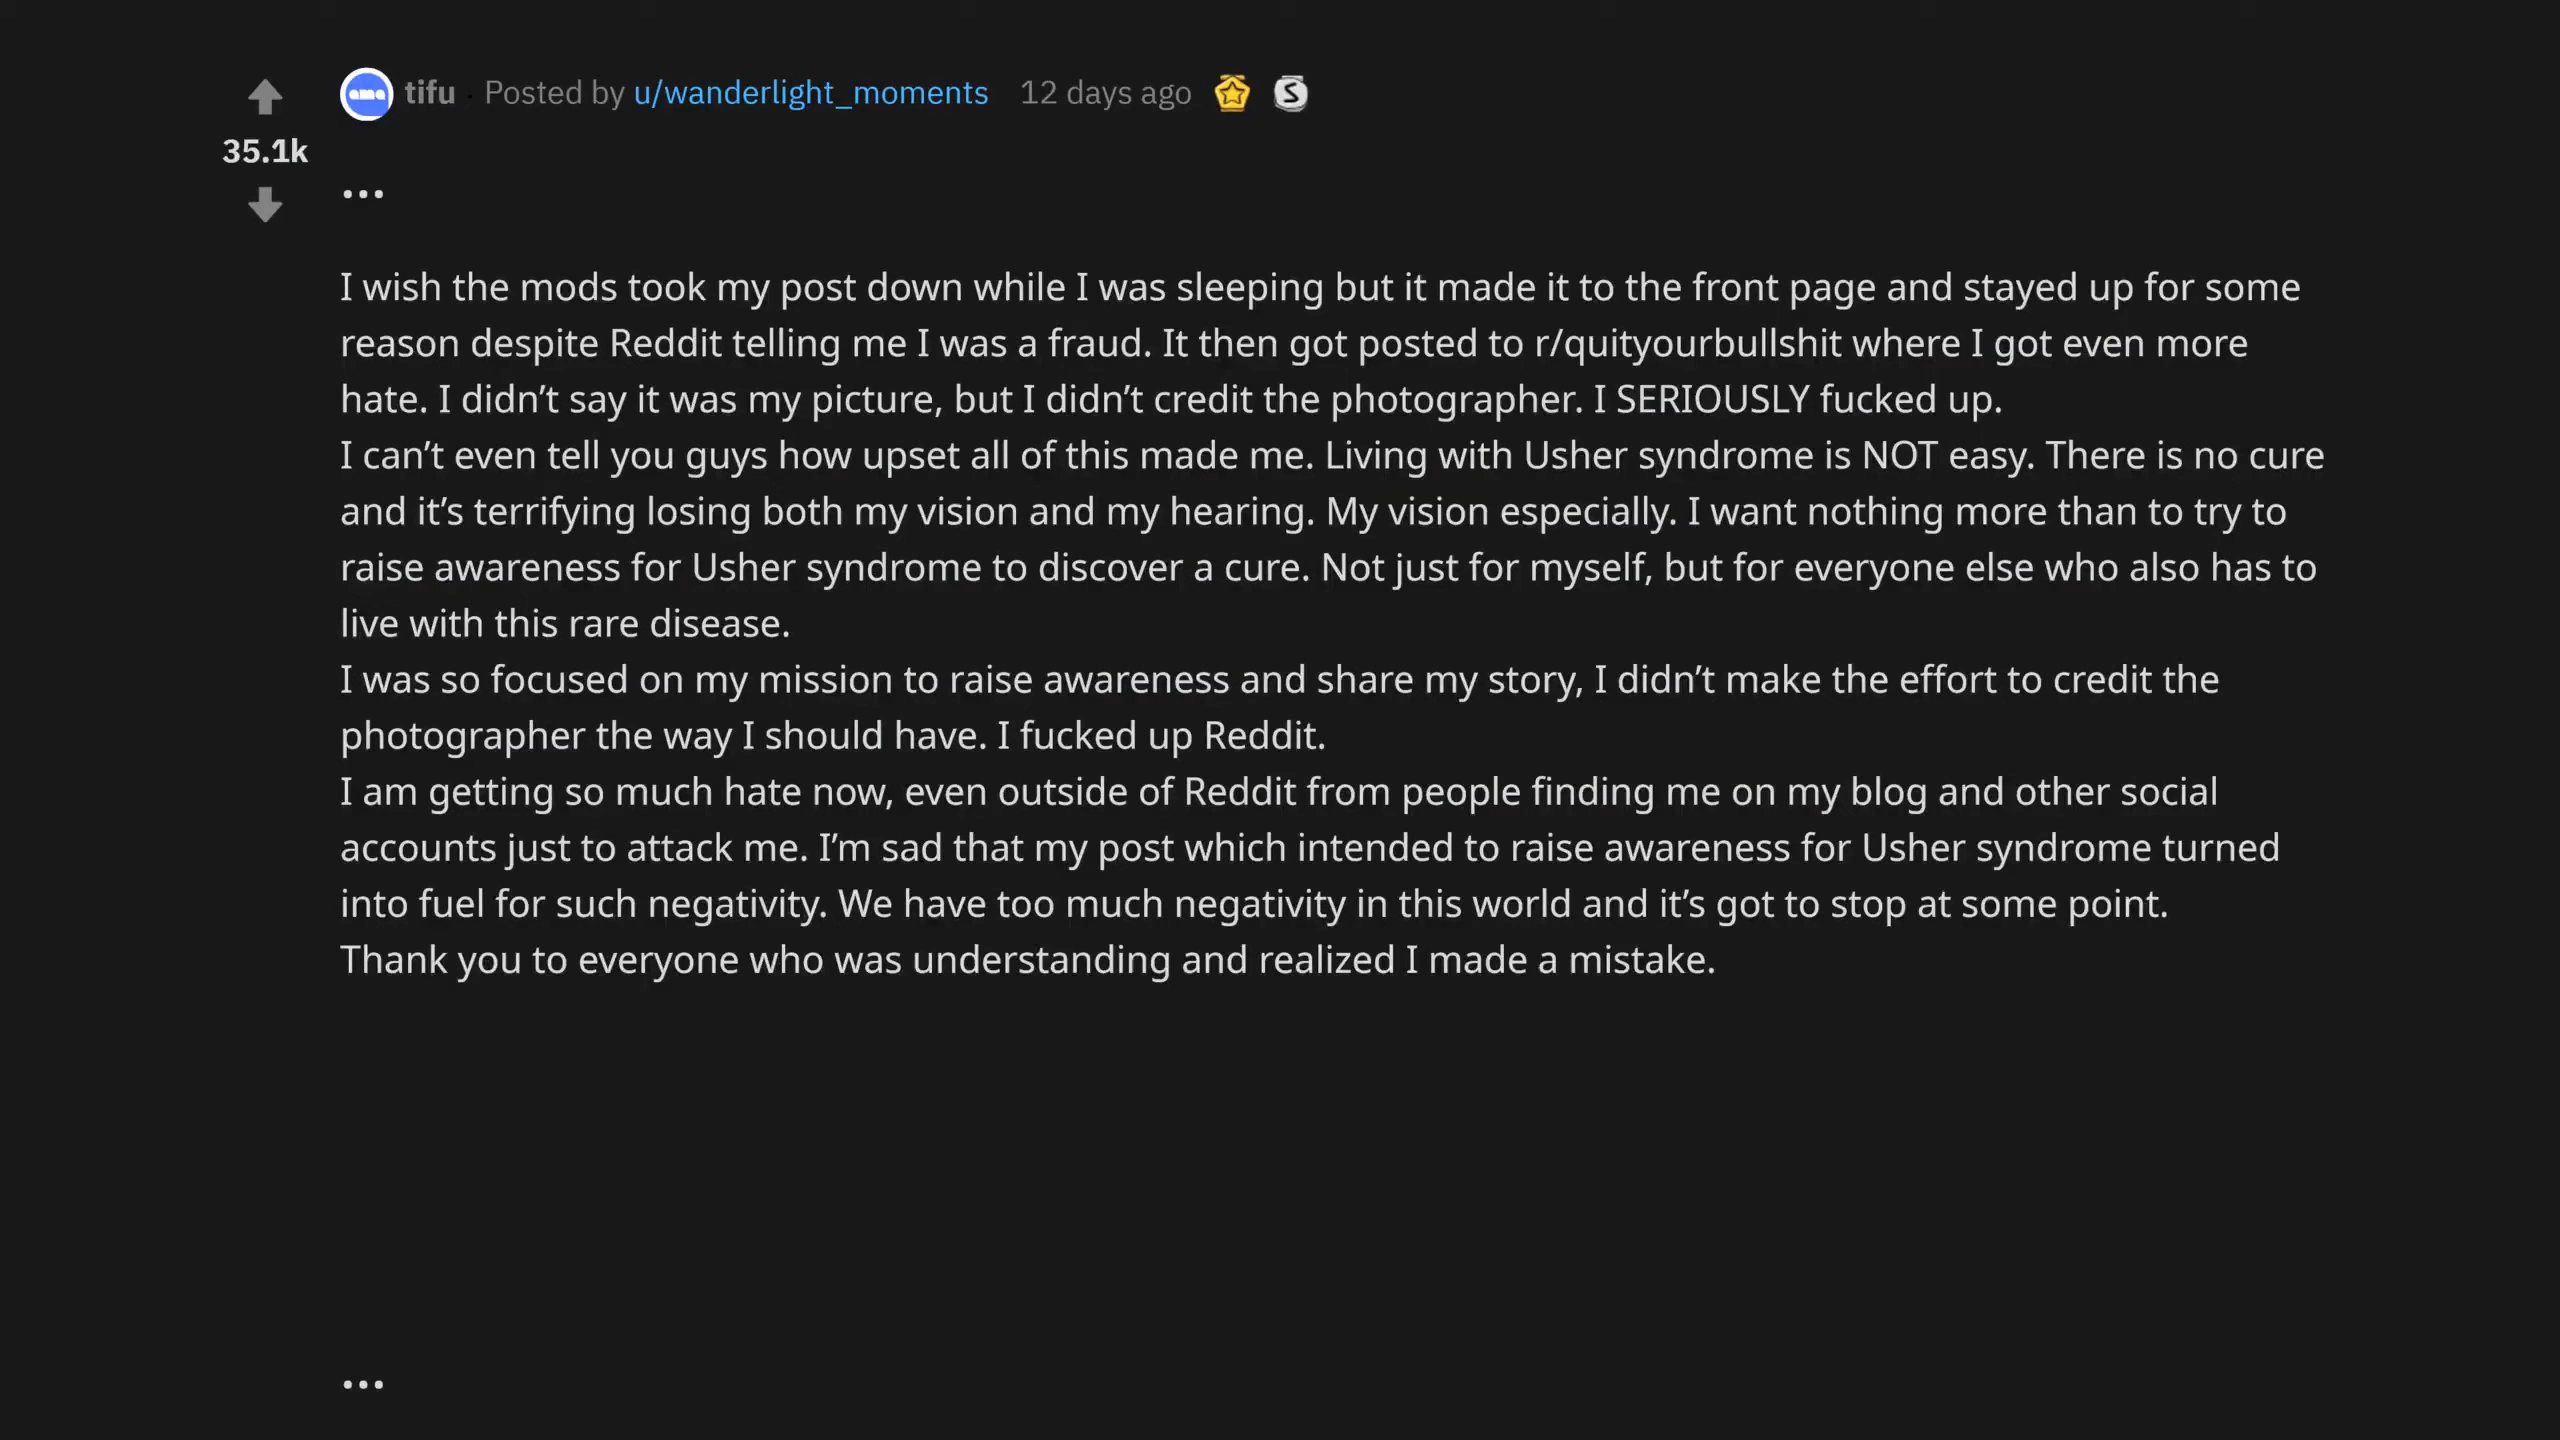 tifu · Posted by u/wanderlight_moments 12 days ago
35.1k
...
I wish the mods took my post down while I was sleeping but it made it to the front page and stayed up for some
reason despite Reddit telling me I was a fraud. It then got posted to r/quityourbullshit where I got even more
hate. I didn’t say it was my picture, but I didn’t credit the photographer. I SERIOUSLY fucked up.
I can’t even tell you guys how upset all of this made me. Living with Usher syndrome is NOT easy. There is no cure
and it’s terrifying losing both my vision and my hearing. My vision especially. I want nothing more than to try to
raise awareness for Usher syndrome to discover a cure. Not just for myself, but for everyone else who also has to
live with this rare disease.
I was so focused on my mission to raise awareness and share my story, I didn’t make the effort to credit the
photographer the way I should have. I fucked up Reddit.
I am getting so much hate now, even outside of Reddit from people finding me on my blog and other social
accounts just to attack me. I’m sad that my post which intended to raise awareness for Usher syndrome turned
into fuel for such negativity. We have too much negativity in this world and it’s got to stop at some point.
Thank you to everyone who was understanding and realized I made a mistake.
...